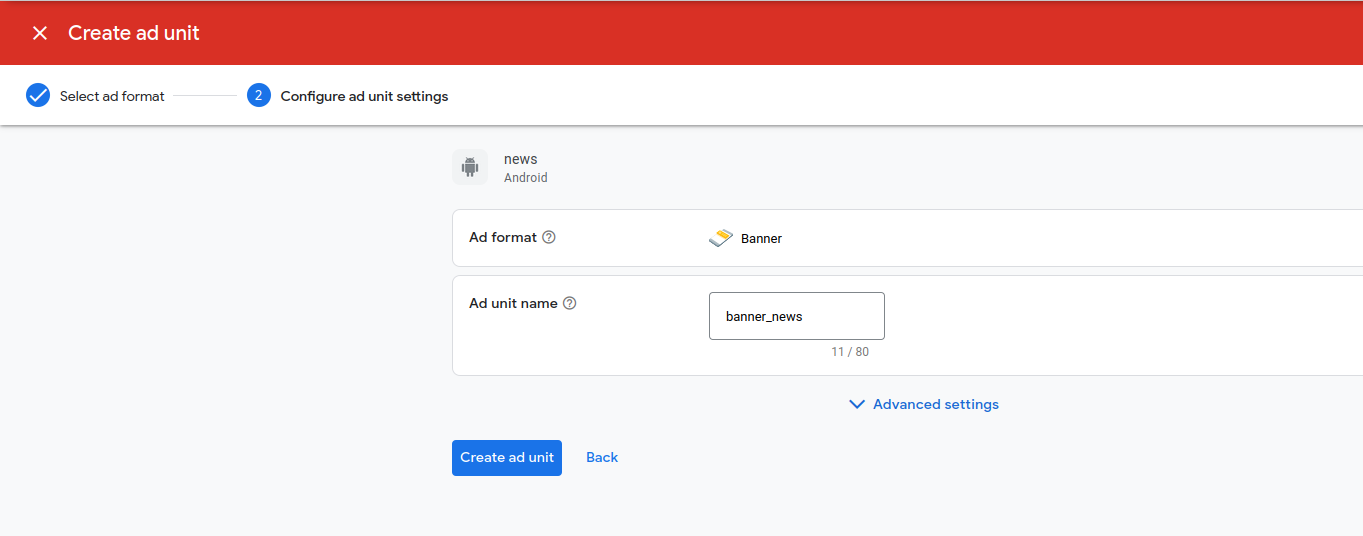 Create ad unit
Select ad format
2
Configure ad unit settings
news
Android
Ad format
Banner
Ad unit name
banner_news
11 / 80
Advanced settings
Create ad unit
Back